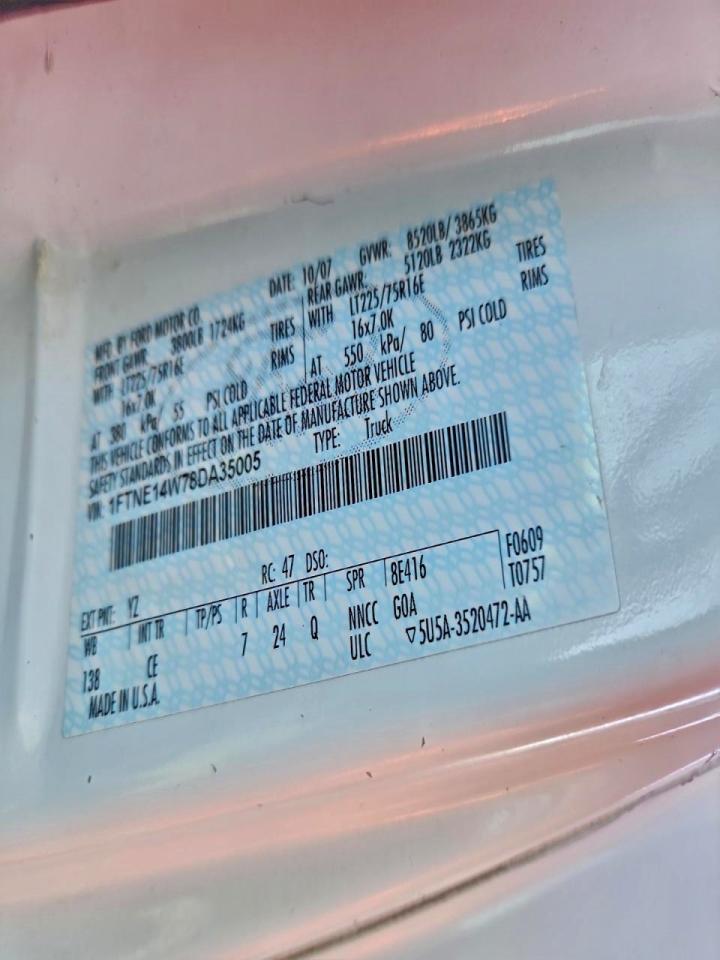 MFD. BY FORD MOTOR CO. DATE: 10/07 GVWR: 8520LB/ 3865KG
FRONT GAWR: 3800LB 1724KG REAR GAWR: 5120LB 2322KG
WITH LT225/75R16E TIRES WITH LT225/75R16E TIRES
16x7.0K RIMS 16x7.0K RIMS
AT 380 kPa/ 55 PSI COLD AT 550 kPa/ 80 PSI COLD
THIS VEHICLE CONFORMS TO ALL APPLICABLE FEDERAL MOTOR VEHICLE
SAFETY STANDARDS IN EFFECT ON THE DATE OF MANUFACTURE SHOWN ABOVE.
VIN: 1FTNE14W78DA35005 TYPE: Truck
EXT PNT: YZ RC: 47 DSO: F0609
WB INT TR TP/PS R AXLE TR SPR 8E416 T0757
138 CE 7 24 Q NNCC GOA
MADE IN U.S.A. ULC ▽5U5A-3520472-AA